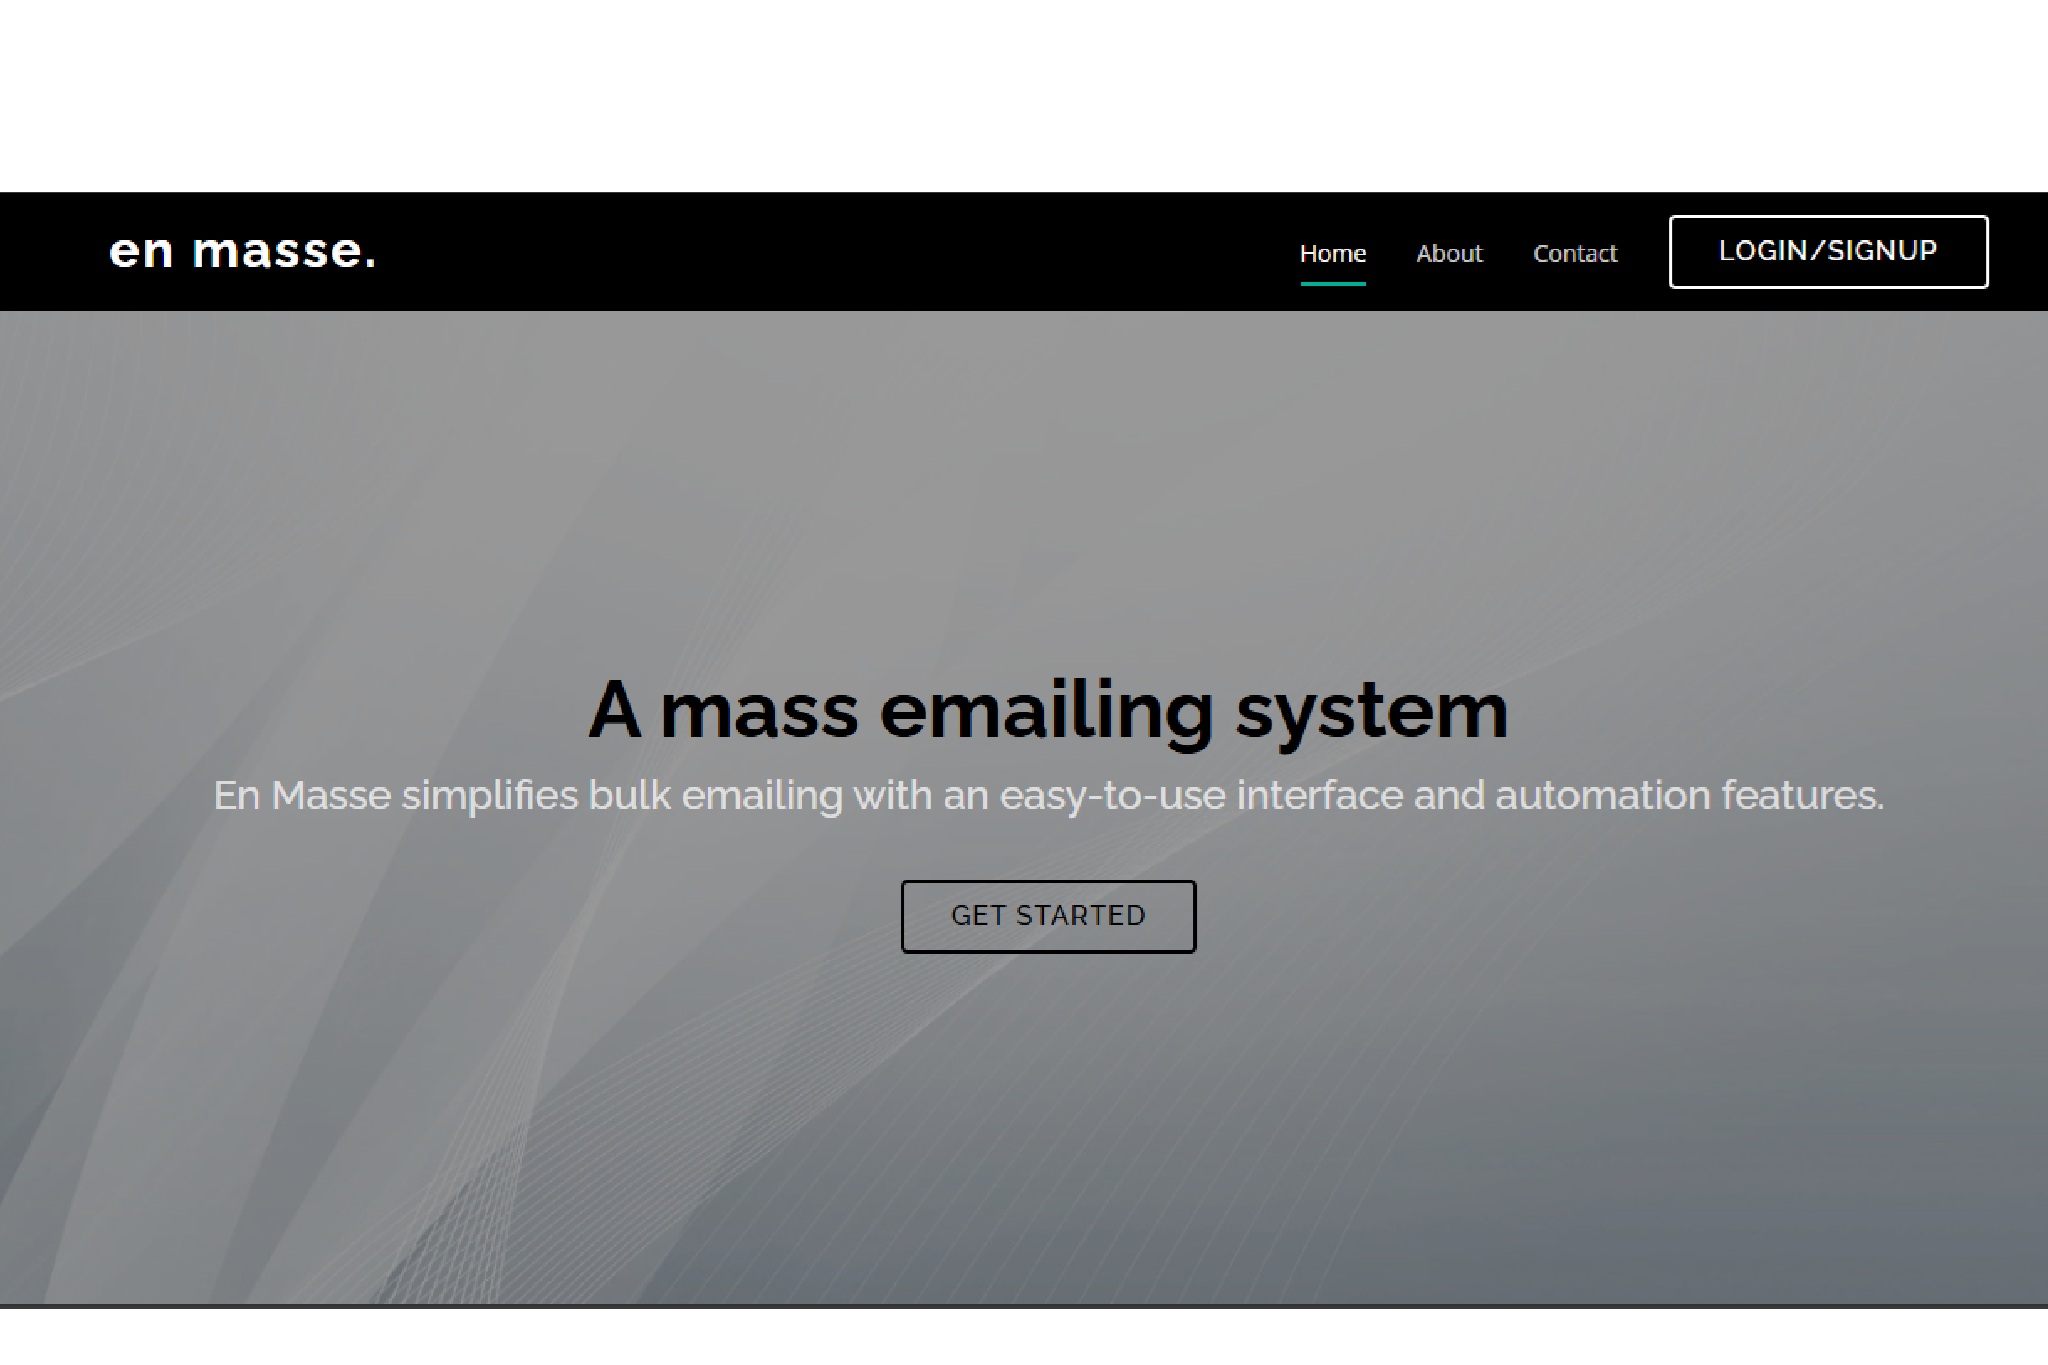 en masse.
Home About Contact LOGIN/SIGNUP
A mass emailing system
En Masse simplifies bulk emailing with an easy-to-use interface and automation features.
GET STARTED